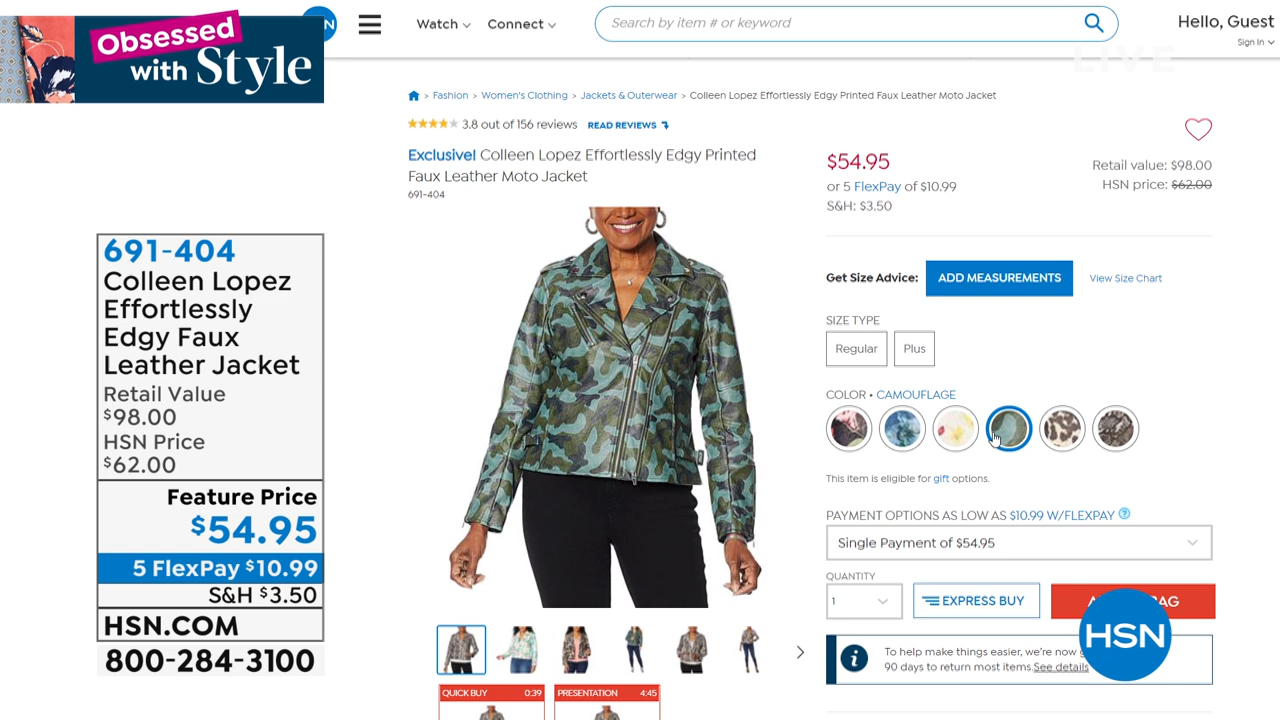 Obsessed
with Style
Watch
Connect
Search by item # or keyword
Hello, Guest
Sign In
LIVE
> Fashion > Women's Clothing > Jackets & Outerwear > Colleen Lopez Effortlessly Edgy Printed Faux Leather Moto Jacket
3.8 out of 156 reviews READ REVIEWS
Exclusive! Colleen Lopez Effortlessly Edgy Printed
Faux Leather Moto Jacket
691-404
$54.95
or 5 FlexPay of $10.99
S&H: $3.50
Retail value: $98.00
HSN price: $62.00
Get Size Advice: ADD MEASUREMENTS View Size Chart
SIZE TYPE
Regular Plus
COLOR • CAMOUFLAGE
This item is eligible for gift options.
PAYMENT OPTIONS AS LOW AS $10.99 W/FLEXPAY ?
Single Payment of $54.95
QUANTITY
1
EXPRESS BUY
HSN
To help make things easier, we're now
90 days to return most items. See details
QUICK BUY 0:39
PRESENTATION 4:45
691-404
Colleen Lopez
Effortlessly
Edgy Faux
Leather Jacket
Retail Value
$98.00
HSN Price
$62.00
Feature Price
$54.95
5 FlexPay $10.99
S&H $3.50
HSN.COM
800-284-3100